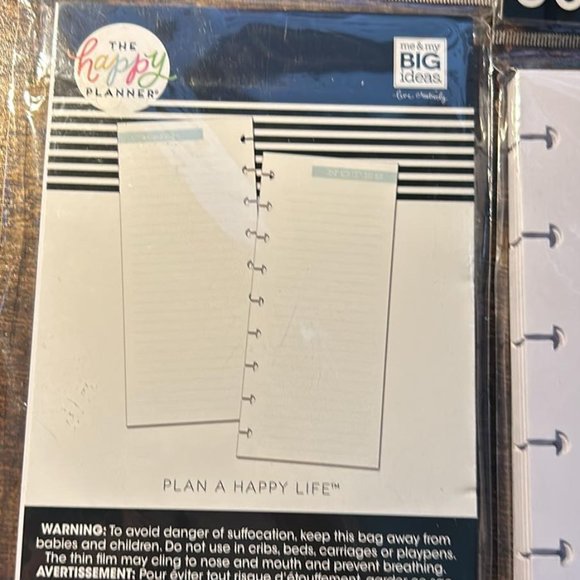 THE
happy
PLANNER®
me & my
BIG
ideas
NOTES
PLAN A HAPPY LIFE™
WARNING: To avoid danger of suffocation, keep this bag away from
babies and children. Do not use in cribs, beds, carriages or playpens.
The thin film may cling to nose and mouth and prevent breathing.
AVERTISSEMENT: Pour éviter tout risque d'étouffement,